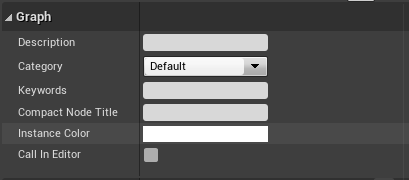 Graph
Description
Category Default
Keywords
Compact Node Title
Instance Color
Call In Editor